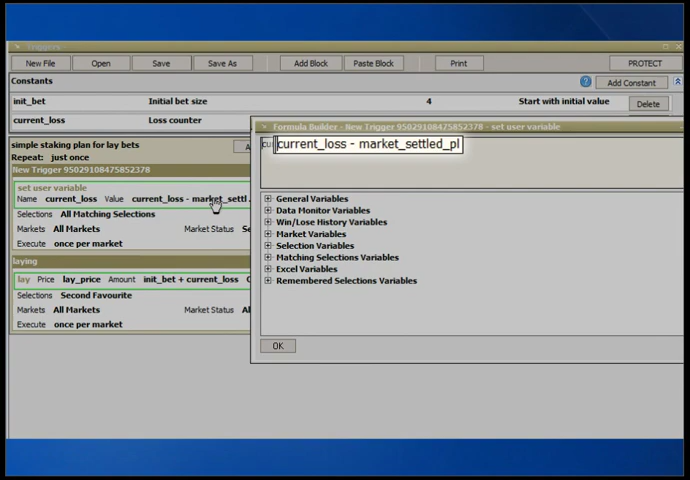 Triggers -
New File Open Save Save As Add Block Paste Block Print PROTECT
Constants
Add Constant
init_bet Initial bet size 4 Start with initial value Delete
current_loss Loss counter
simple staking plan for lay bets
Repeat: just once
New Trigger 95029108475852378
set user variable
Name current_loss Value current_loss - market_settl
Selections All Matching Selections
Markets All Markets Market Status
Execute once per market
laying
lay Price lay_price Amount init_bet + current_loss
Selections Second Favourite
Markets All Markets Market Status
Execute once per market
Formula Builder - New Trigger 95029108475852378 - set user variable
current_loss - market_settled_pl
General Variables
Data Monitor Variables
Win/Lose History Variables
Market Variables
Selection Variables
Matching Selections Variables
Excel Variables
Remembered Selections Variables
OK